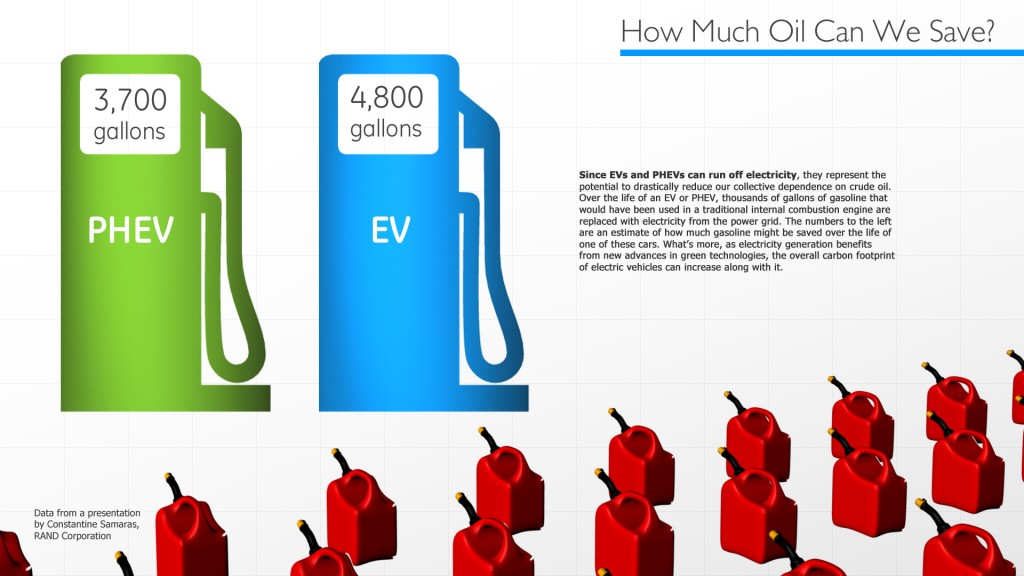 How Much Oil Can We Save?
3,700
gallons
PHEV
4,800
gallons
EV
Since EVs and PHEVs can run off electricity, they represent the
potential to drastically reduce our collective dependence on crude oil.
Over the life of an EV or PHEV, thousands of gallons of gasoline that
would have been used in a traditional internal combustion engine are
replaced with electricity from the power grid. The numbers to the left
are an estimate of how much gasoline might be saved over the life of
one of these cars. What's more, as electricity generation benefits
from new advances in green technologies, the overall carbon footprint
of electric vehicles can increase along with it.
Data from a presentation
by Constantine Samaras,
RAND Corporation